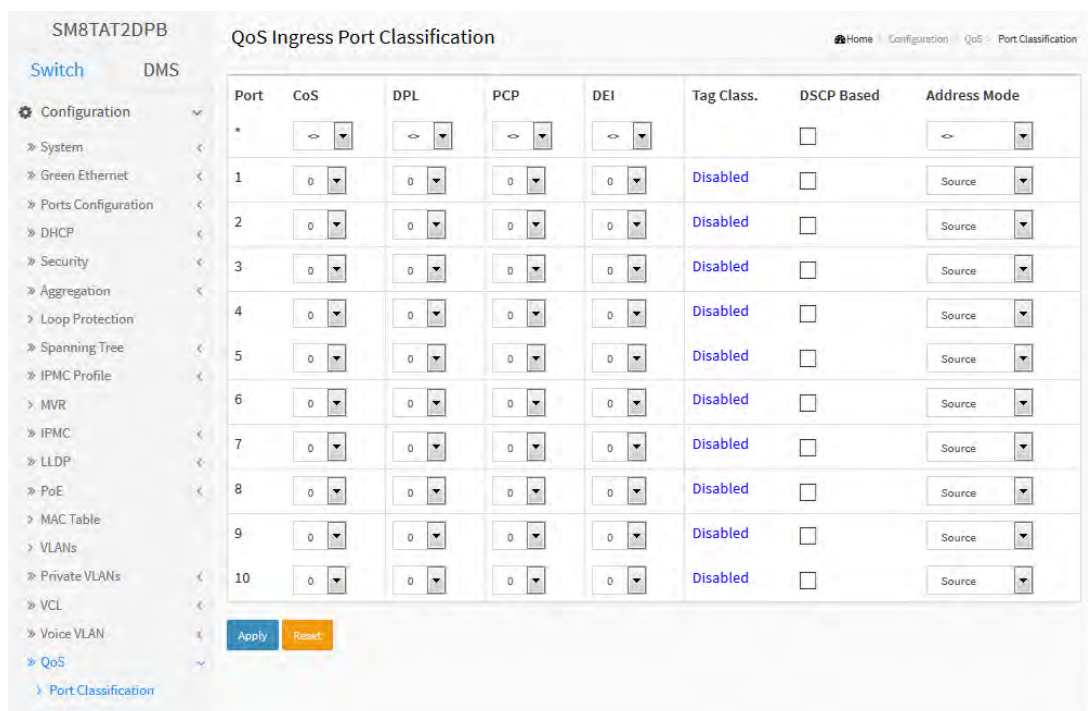 SM8TAT2DPB
Switch DMS
Configuration
System
Green Ethernet
Ports Configuration
DHCP
Security
Aggregation
Loop Protection
Spanning Tree
IPMC Profile
MVR
IPMC
LLDP
PoE
MAC Table
VLANs
Private VLANs
VCL
Voice VLAN
QoS
Port Classification
QoS Ingress Port Classification
Home Configuration QoS Port Classification
Port CoS DPL PCP DEI Tag Class. DSCP Based Address Mode
* <> <> <> <> <>
1 0 0 0 0 Disabled Source
2 0 0 0 0 Disabled Source
3 0 0 0 0 Disabled Source
4 0 0 0 0 Disabled Source
5 0 0 0 0 Disabled Source
6 0 0 0 0 Disabled Source
7 0 0 0 0 Disabled Source
8 0 0 0 0 Disabled Source
9 0 0 0 0 Disabled Source
10 0 0 0 0 Disabled Source
Apply Reset